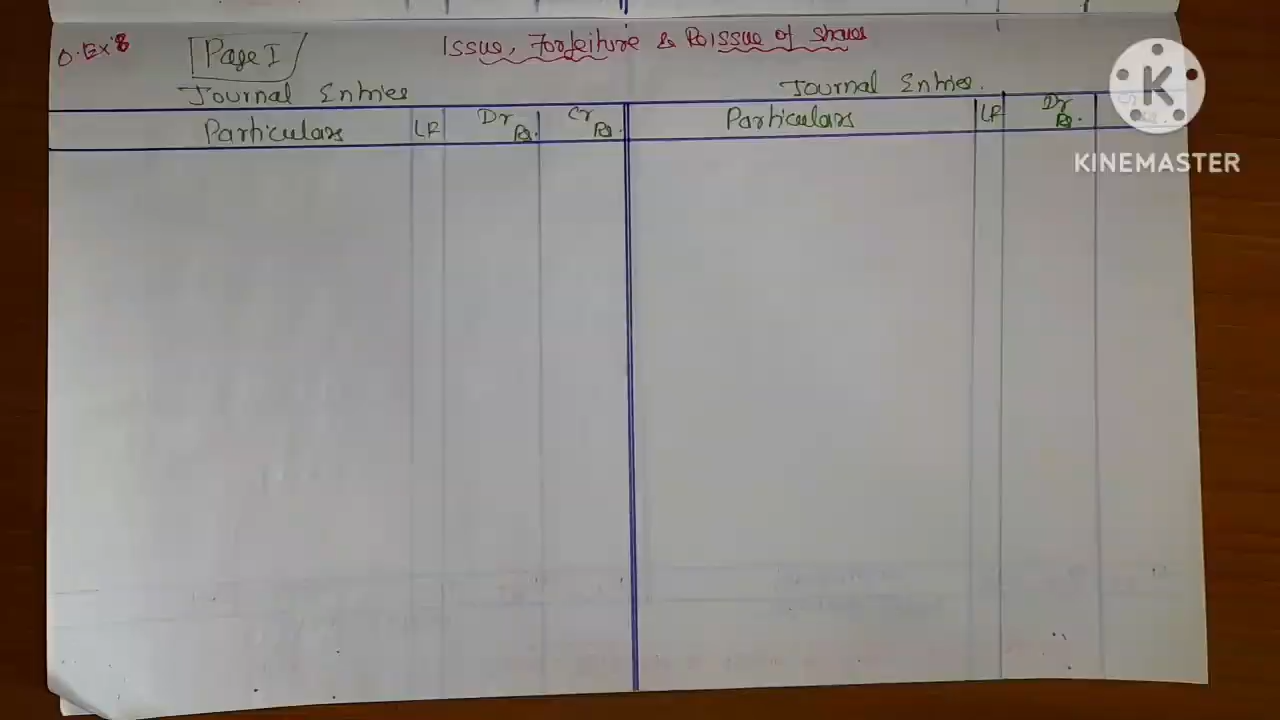 O.Ex'8 Page I Issue, Forfeiture & Reissue of shares
Journal Entries Journal Entries.
Particulars LF Dr Rs. Cr Rs. Particulars LF Dr Rs.
K
KINEMASTER